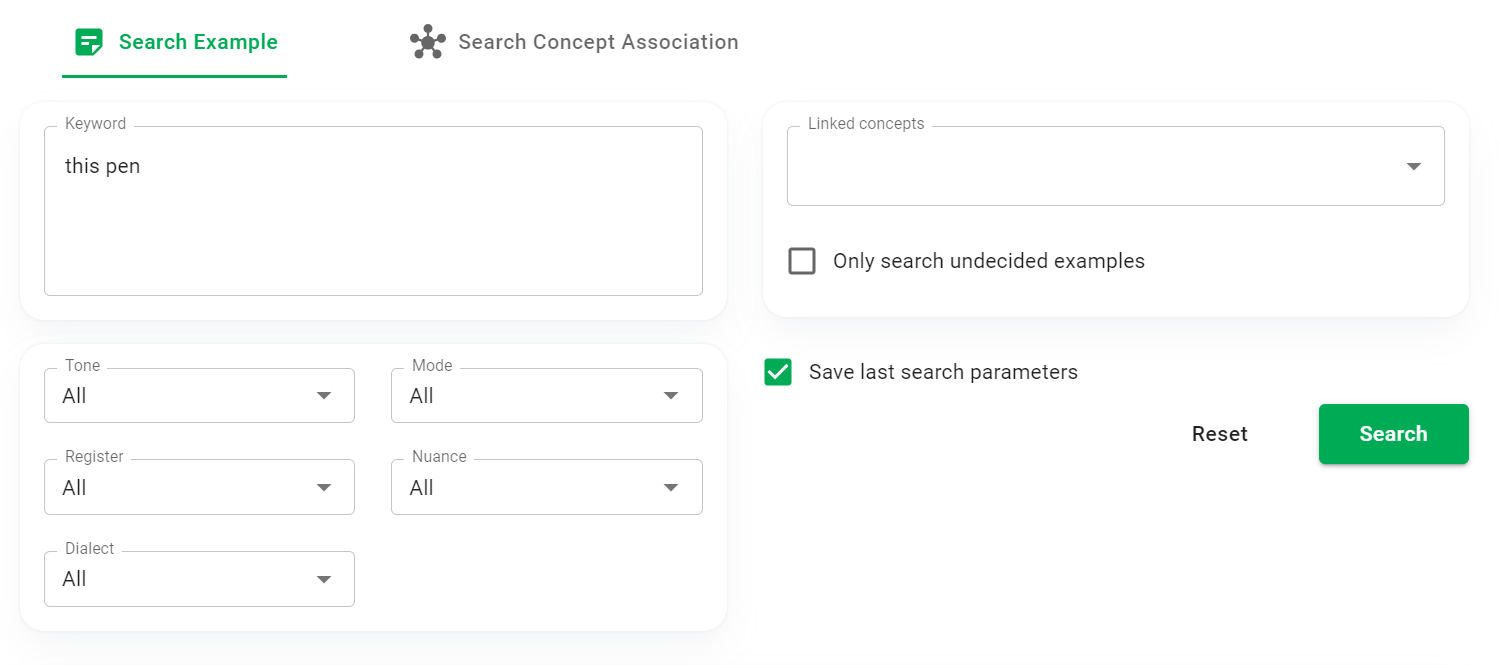 Search Example
Search Concept Association
Keyword
this pen
Linked concepts
Only search undecided examples
Tone
All
Mode
All
Register
All
Nuance
All
Dialect
All
Save last search parameters
Reset
Search